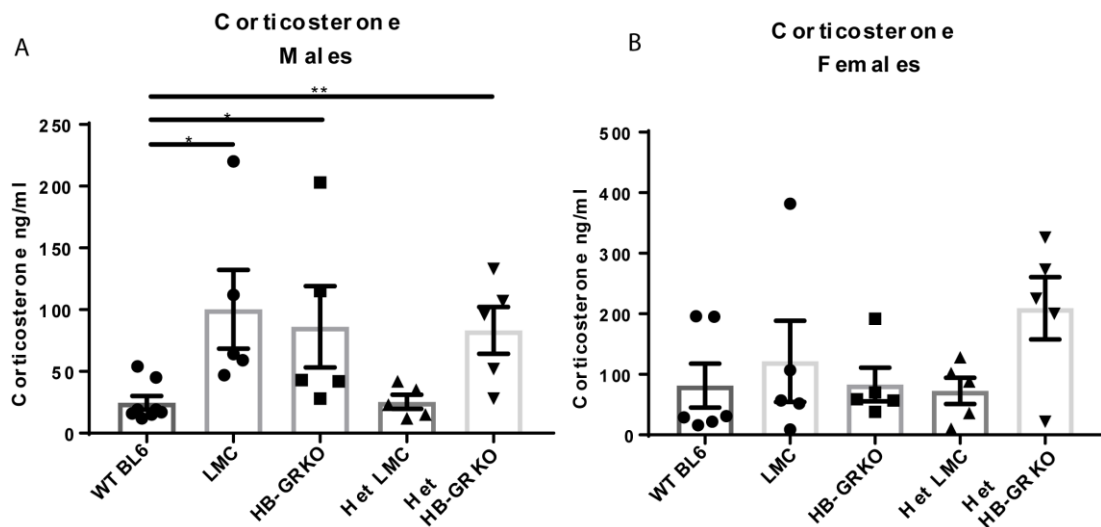 A
Corticosterone
Males
**
*
*
Corticosterone ng/ml
250
200
150
100
50
0
WT BL6
LMC
HB-GRKO
Het LMC
Het
HB-GRKO
B
Corticosterone
Females
Corticosterone ng/ml
500
400
300
200
100
0
WT BL6
LMC
HB-GRKO
Het LMC
Het
HB-GRKO